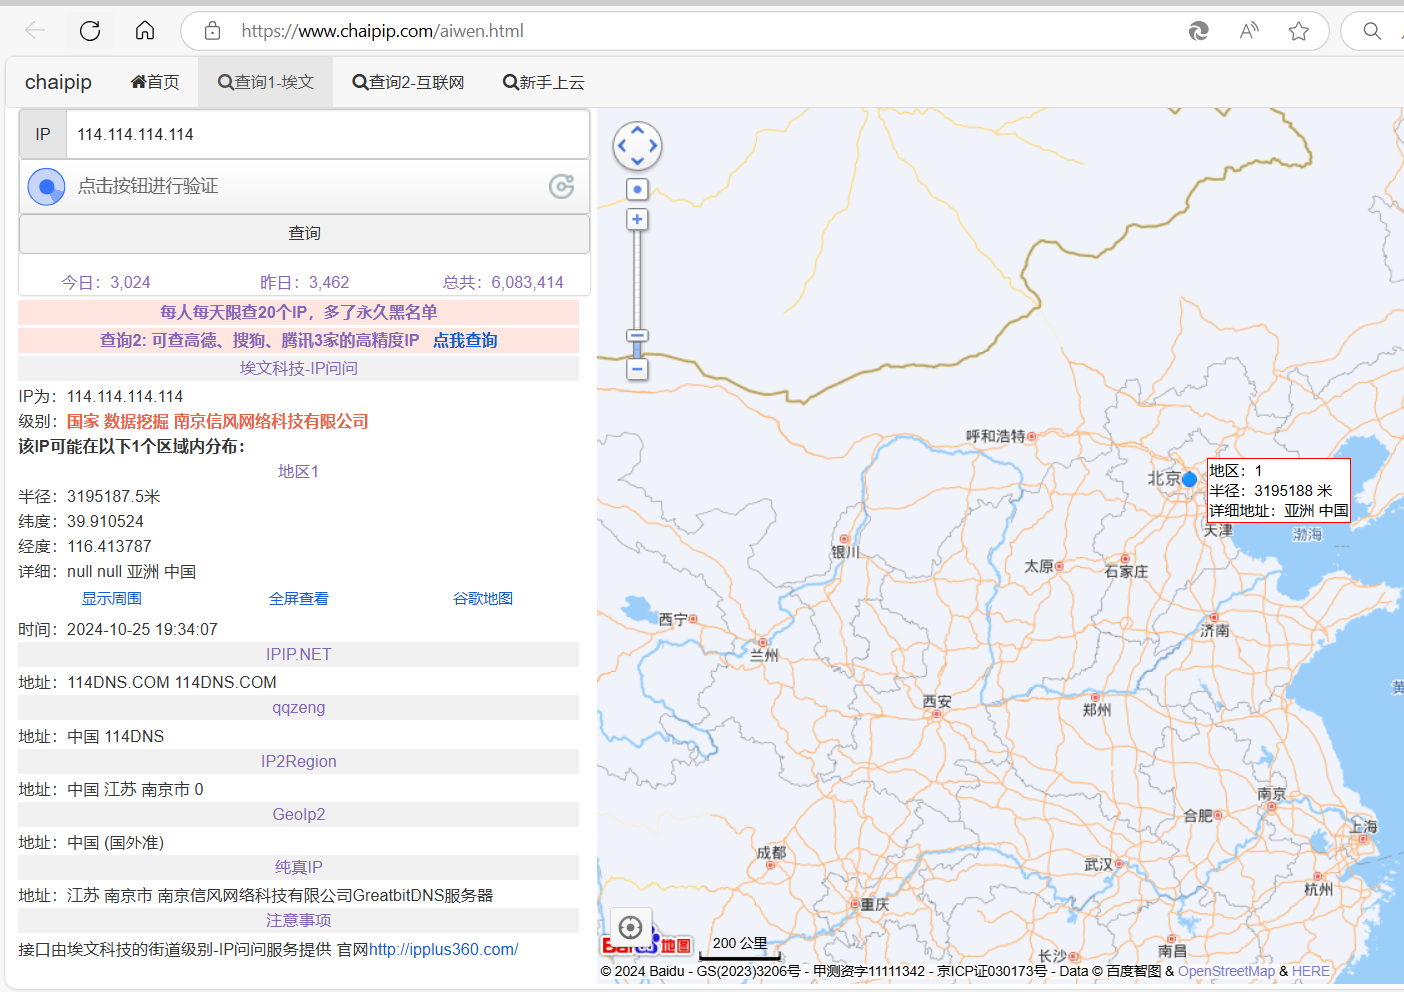 https://www.chaipip.com/aiwen.html
chaipip 首页 查询1-埃文 查询2-互联网 新手上云
IP 114.114.114.114
点击按钮进行验证
查询
今日：3,024 昨日：3,462 总共：6,083,414
每人每天限查20个IP，多了永久黑名单
查询2: 可查高德、搜狗、腾讯3家的高精度IP 点我查询
埃文科技-IP问问
IP为：114.114.114.114
级别：国家 数据挖掘 南京信风网络科技有限公司
该IP可能在以下1个区域内分布：
地区1
半径：3195187.5米
纬度：39.910524
经度：116.413787
详细：null null 亚洲 中国
显示周围 全屏查看 谷歌地图
时间：2024-10-25 19:34:07
IPIP.NET
地址：114DNS.COM 114DNS.COM
qqzeng
地址：中国 114DNS
IP2Region
地址：中国 江苏 南京市 0
GeoIp2
地址：中国 (国外准)
纯真IP
地址：江苏 南京市 南京信风网络科技有限公司GreatbitDNS服务器
注意事项
接口由埃文科技的街道级别-IP问问服务提供 官网http://ipplus360.com/
呼和浩特
北京
地区：1
半径：3195188 米
详细地址：亚洲 中国
天津
渤海
银川
太原
石家庄
西宁
济南
兰州
黄
西安
郑州
南京
合肥
上海
成都
武汉
杭州
重庆
南昌
长沙
Bai 地图
200 公里
© 2024 Baidu - GS(2023)3206号 - 甲测资字11111342 - 京ICP证030173号 - Data © 百度智图 & OpenStreetMap & HERE